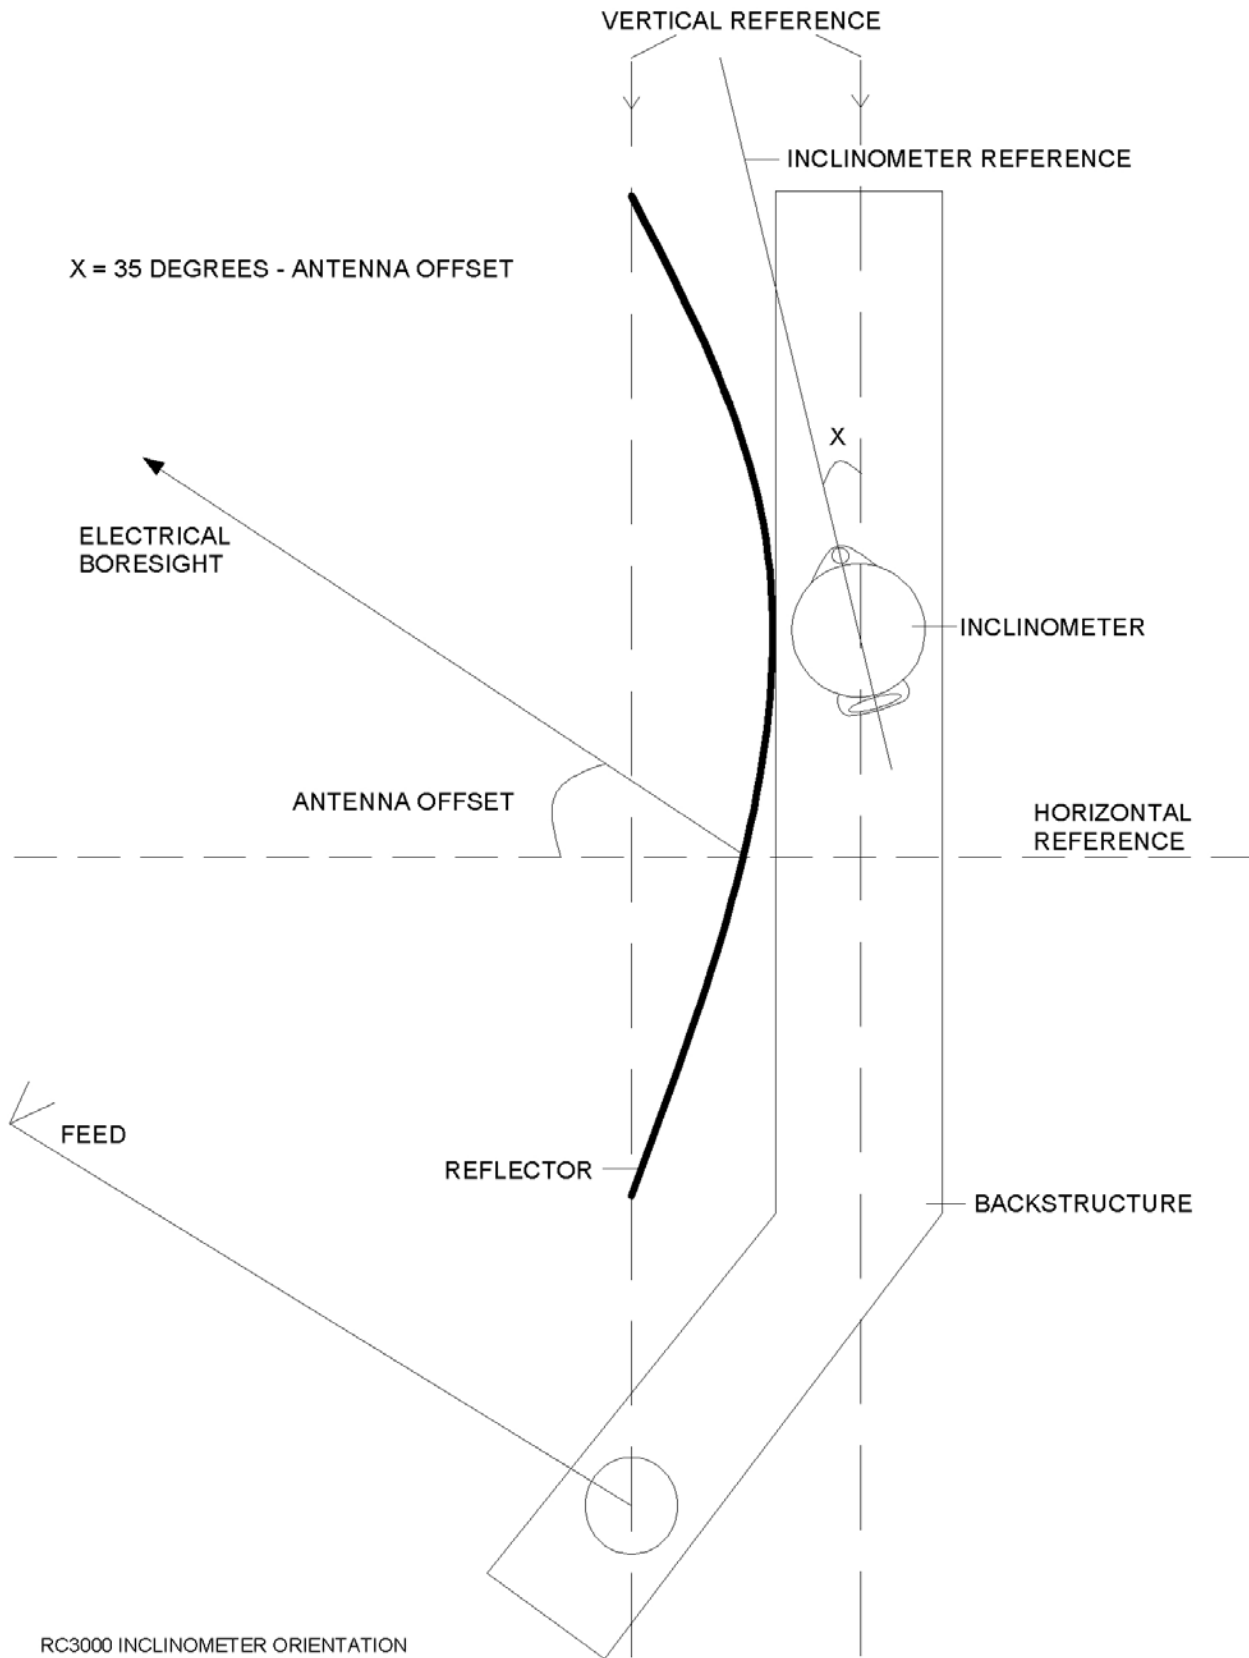 VERTICAL REFERENCE
INCLINOMETER REFERENCE
X = 35 DEGREES - ANTENNA OFFSET
X
ELECTRICAL
BORESIGHT
INCLINOMETER
ANTENNA OFFSET
HORIZONTAL
REFERENCE
FEED
REFLECTOR
BACKSTRUCTURE
RC3000 INCLINOMETER ORIENTATION